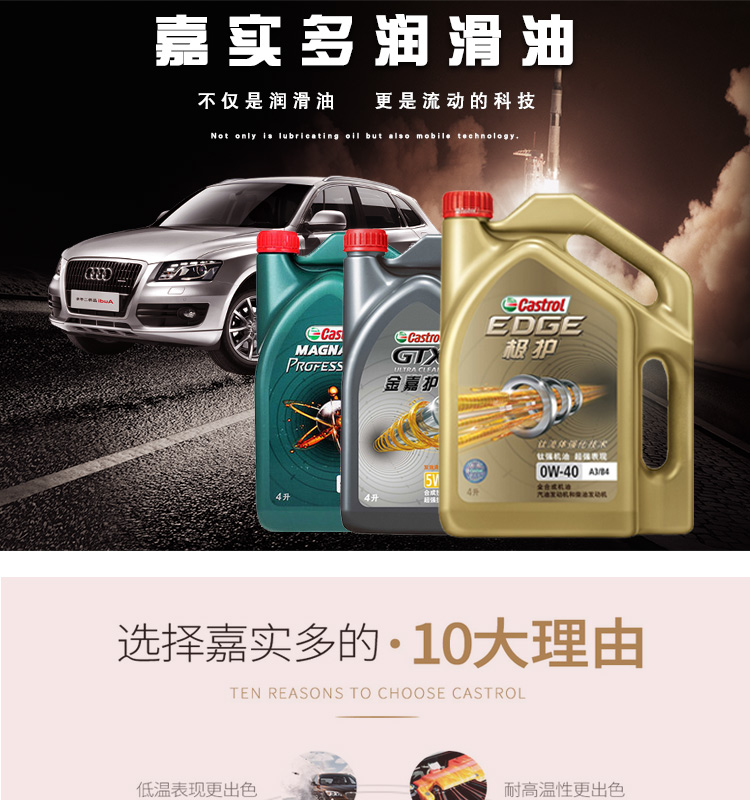 嘉实多润滑油
不仅是润滑油 更是流动的科技
Not only is lubricating oil but also mobile technology.
Castrol
EDGE
极护
钛流体强化技术
钛强机油 超强表现
0W-40 A3/B4
4升
全合成机油
汽油发动机和柴油发动机
Castrol
GTX
ULTRA CLEAN
金嘉护
5W
4升
MAGNA
PROFESS
4升
Audi
选择嘉实多的·10大理由
TEN REASONS TO CHOOSE CASTROL
低温表现更出色
耐高温性更出色